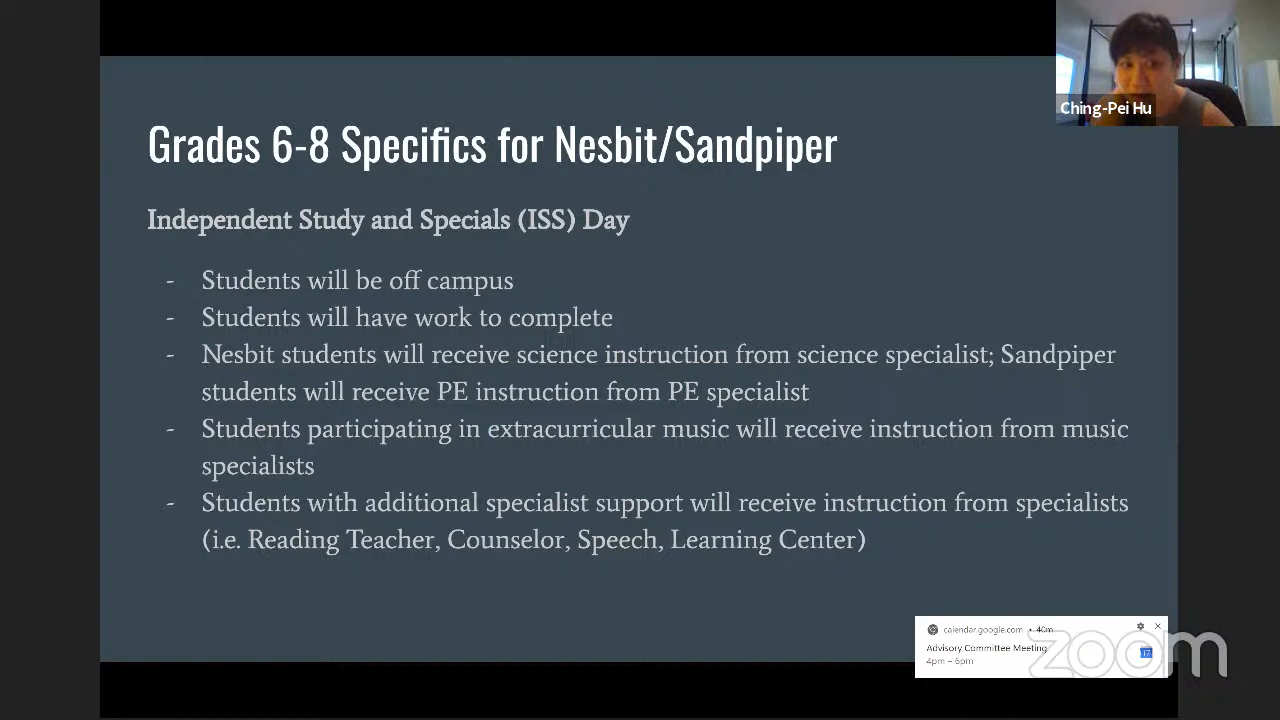 Ching-Pei Hu
Grades 6-8 Specifics for Nesbit/Sandpiper
Independent Study and Specials (ISS) Day
- Students will be off campus
- Students will have work to complete
- Nesbit students will receive science instruction from science specialist; Sandpiper
students will receive PE instruction from PE specialist
- Students participating in extracurricular music will receive instruction from music
specialists
- Students with additional specialist support will receive instruction from specialists
(i.e. Reading Teacher, Counselor, Speech, Learning Center)
calendar.google.com • 40m
Advisory Committee Meeting
4pm – 6pm
17
zoom